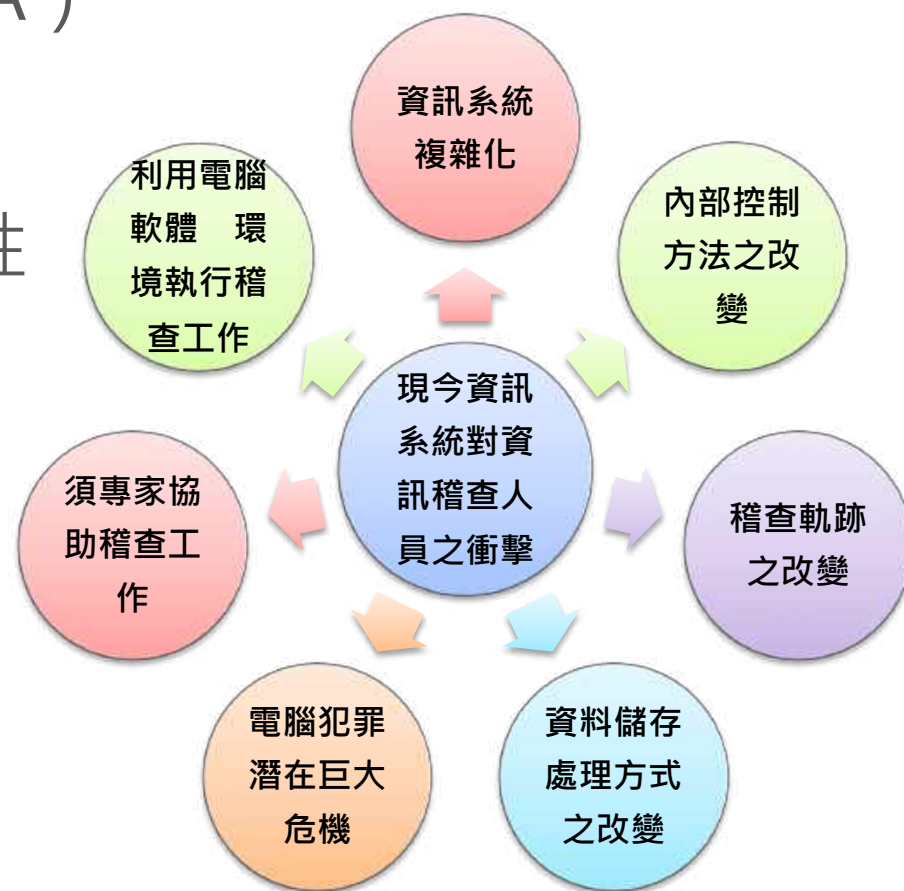 A )
性
資訊系統
複雜化
內部控制
方法之改
變
稽查軌跡
之改變
資料儲存
處理方式
之改變
電腦犯罪
潛在巨大
危機
須專家協
助稽查工
作
利用電腦
軟體　環
境執行稽
查工作
現今資訊
系統對資
訊稽查人
員之衝擊